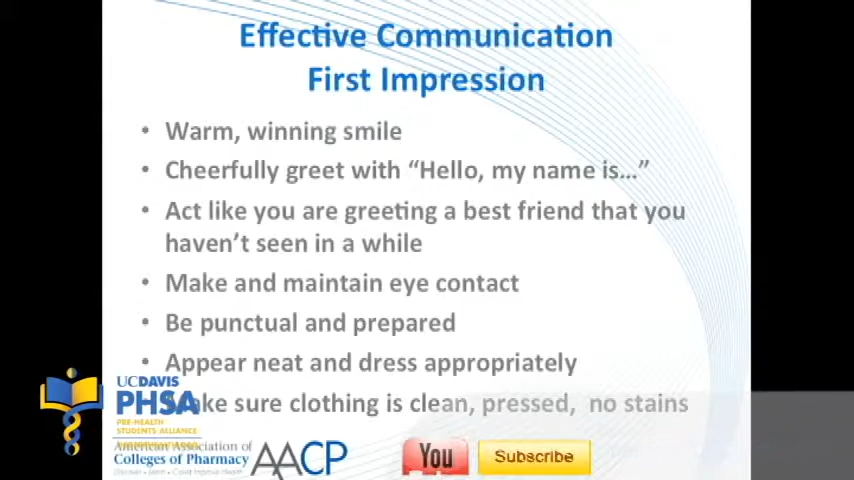 Effective Communication
First Impression
• Warm, winning smile
• Cheerfully greet with “Hello, my name is...”
• Act like you are greeting a best friend that you
haven’t seen in a while
• Make and maintain eye contact
• Be punctual and prepared
• Appear neat and dress appropriately
Make sure clothing is clean, pressed, no stains
UCDAVIS
PHSA
PRE-HEALTH
STUDENTS ALLIANCE
American Association of
Colleges of Pharmacy
AACP
You
Subscribe